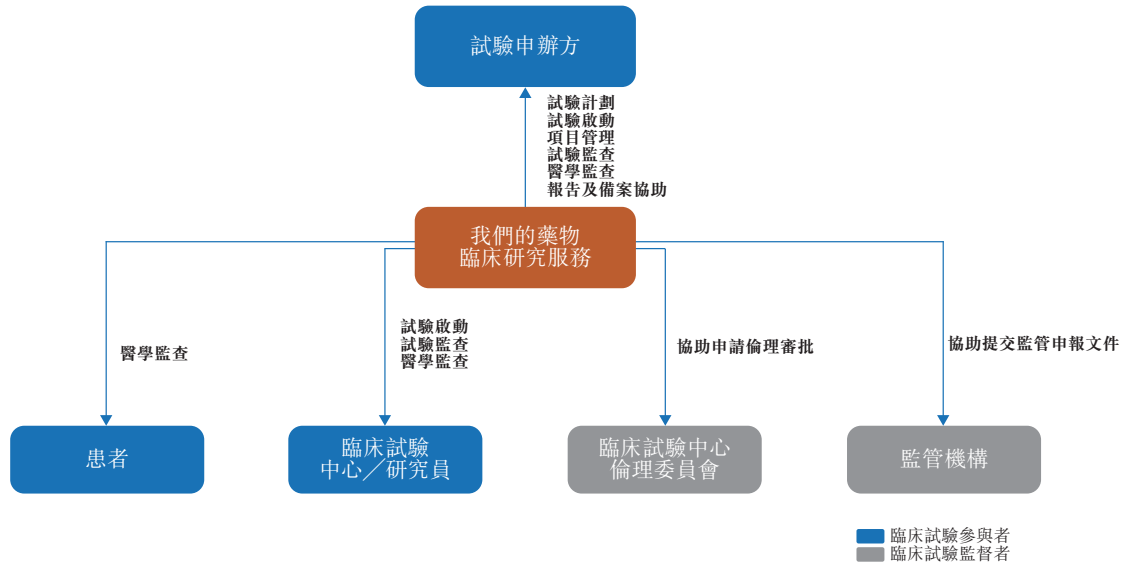 試驗申辦方
試驗計劃
試驗啟動
項目管理
試驗監查
醫學監查
報告及備案協助
我們的藥物
臨床研究服務
醫學監查
試驗啟動
試驗監查
醫學監查
協助申請倫理審批
協助提交監管申報文件
患者
臨床試驗
中心／研究員
臨床試驗中心
倫理委員會
監管機構
臨床試驗參與者
臨床試驗監督者